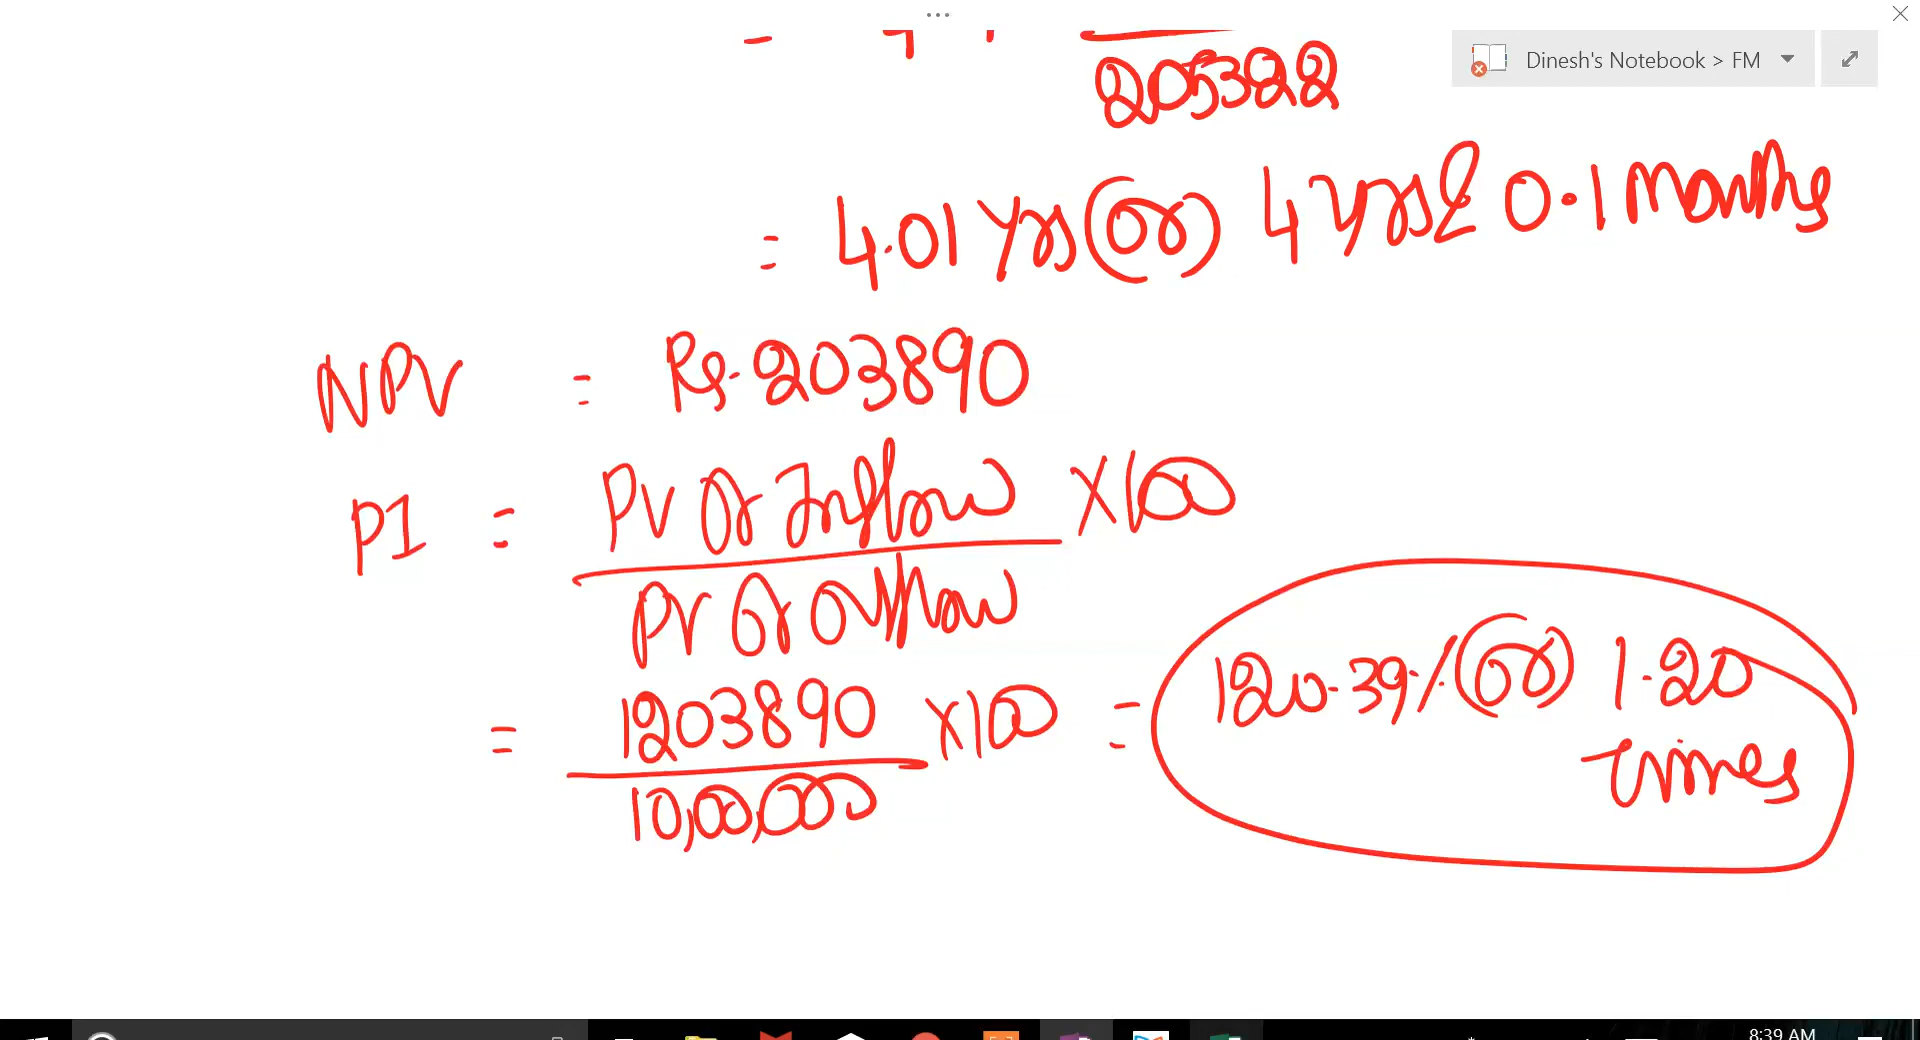 Dinesh's Notebook > FM
205322
= 4.01 Yrs (or) 4 Yrs & 0.1 Months
NPV = Rs. 203890
PI = PV Of Inflow X100
PV Of Outflow
= 1203890 X100 = 120.39% (or) 1.20
10,00,000 times
8:39 AM